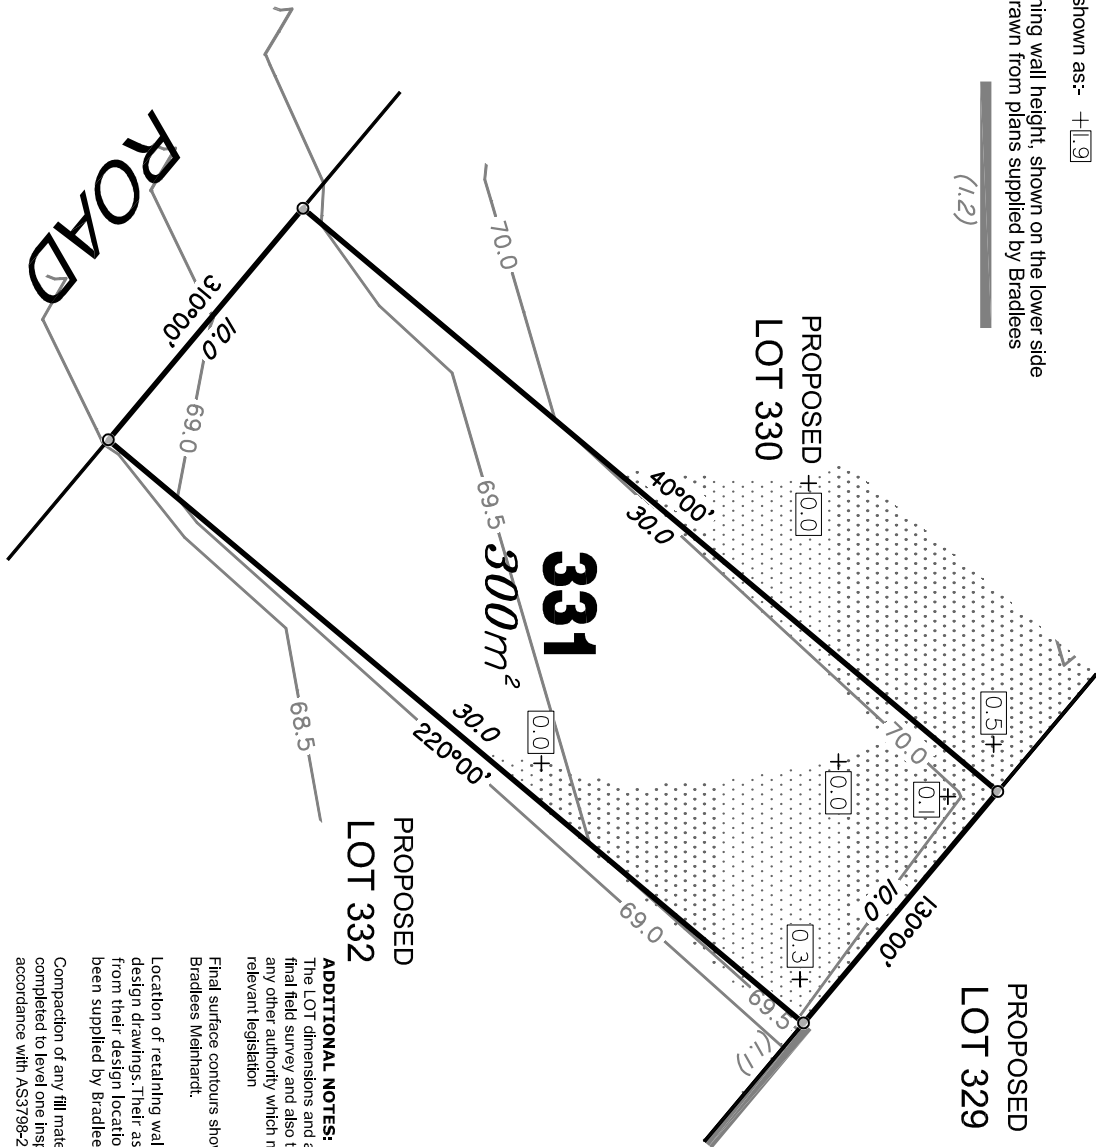 shown as:- +1.9
ning wall height, shown on the lower side
rawn from plans supplied by Bradlees
(1.2)
ROAD
310°00'
10.0
69.0
70.0
69.5
PROPOSED
LOT 330
+0.0
40°00'
30.0
331
300m²
0.5+
70.0
0.1+
+0.0
0.0+
0.3+
30.0
220°00'
68.5
69.0
69.5
(1.1)
10.0
130°00'
PROPOSED
LOT 332
PROPOSED
LOT 329
ADDITIONAL NOTES:
The LOT dimensions and a
final field survey and also t
any other authority which
relevant legislation
Final surface contours sho
Bradlees Meinhardt.
Location of retaining wal
design drawings.Their as
from their design locatio
been supplied by Bradlee
Compaction of any fill mate
completed to level one insp
accordance with AS3798-2